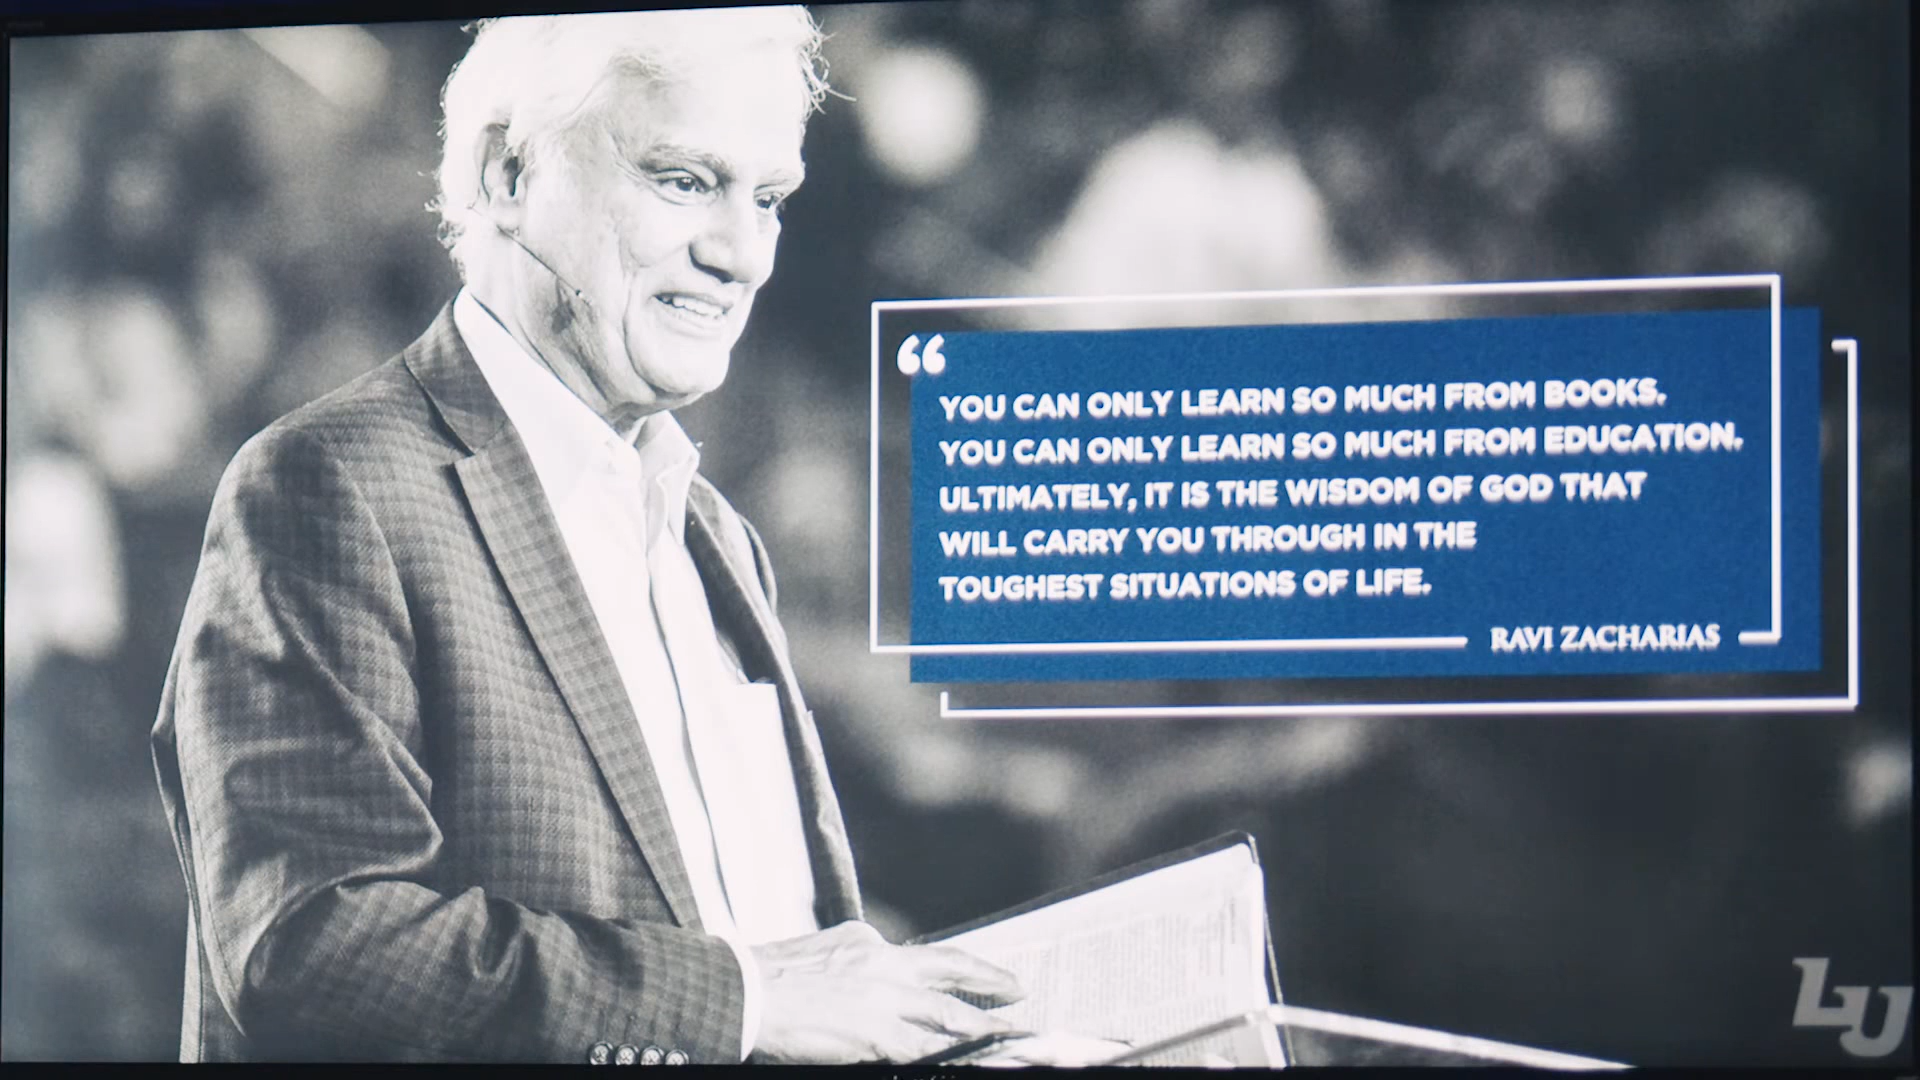 “
YOU CAN ONLY LEARN SO MUCH FROM BOOKS.
YOU CAN ONLY LEARN SO MUCH FROM EDUCATION.
ULTIMATELY, IT IS THE WISDOM OF GOD THAT
WILL CARRY YOU THROUGH IN THE
TOUGHEST SITUATIONS OF LIFE.
RAVI ZACHARIAS
LU